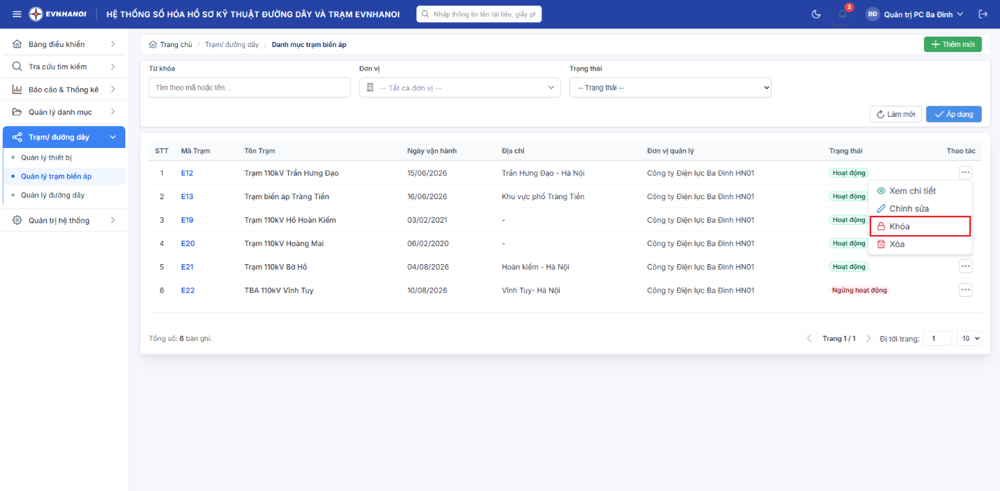 EVNHANOI
HỆ THỐNG SỐ HÓA HỒ SƠ KỸ THUẬT ĐƯỜNG DÂY VÀ TRẠM EVNHANOI
Nhập thông tin tên tài liệu, giấy ph
2
BĐ Quản trị PC Ba Đình
Bảng điều khiển
Tra cứu tìm kiếm
Báo cáo & Thống kê
Quản lý danh mục
Trạm/ đường dây
Quản lý thiết bị
Quản lý trạm biến áp
Quản lý đường dây
Quản trị hệ thống
Trang chủ / Trạm/ đường dây / Danh mục trạm biến áp
Thêm mới
Từ khóa Đơn vị Trạng thái
Tìm theo mã hoặc tên... -- Tất cả đơn vị -- -- Trạng thái --
Làm mới Áp dụng
STT Mã Trạm Tên Trạm Ngày vận hành Địa chỉ Đơn vị quản lý Trạng thái Thao tác
1 E12 Trạm 110kV Trần Hưng Đạo 15/06/2026 Trần Hưng Đạo - Hà Nội Công ty Điện lực Ba Đình HN01 Hoạt động
2 E13 Trạm biến áp Tràng Tiền 16/06/2026 Khu vực phố Tràng Tiền Công ty Điện lực Ba Đình HN01 Hoạt động
3 E19 Trạm 110kV Hồ Hoàn Kiếm 03/02/2021 - Công ty Điện lực Ba Đình HN01 Hoạt động
4 E20 Trạm 110kV Hoàng Mai 06/02/2020 - Công ty Điện lực Ba Đình HN01 Hoạt động
5 E21 Trạm 110kV Bờ Hồ 04/08/2026 Hoàn kiếm - Hà Nội Công ty Điện lực Ba Đình HN01 Hoạt động
6 E22 TBA 110kV Vĩnh Tuy 10/08/2026 Vĩnh Tuy- Hà Nội Công ty Điện lực Ba Đình HN01 Ngừng hoạt động
Xem chi tiết
Chỉnh sửa
Khóa
Xóa
Tổng số: 6 bản ghi.
Trang 1 / 1 Đi tới trang: 1 10